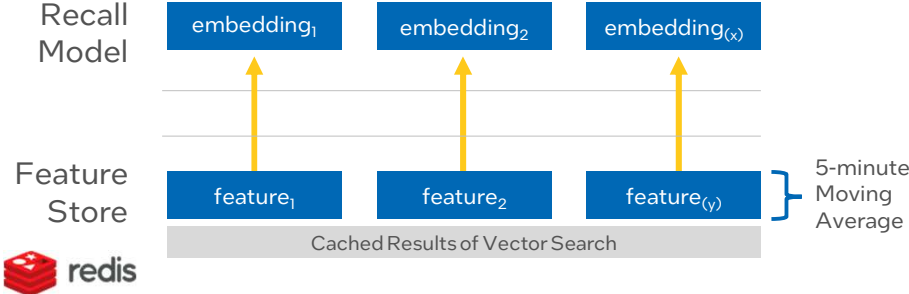 Recall
Model
embedding₁
embedding₂
embedding₍ₓ₎
Feature
Store
feature₁
feature₂
feature₍y₎
5-minute
Moving
Average
Cached Results of Vector Search
redis